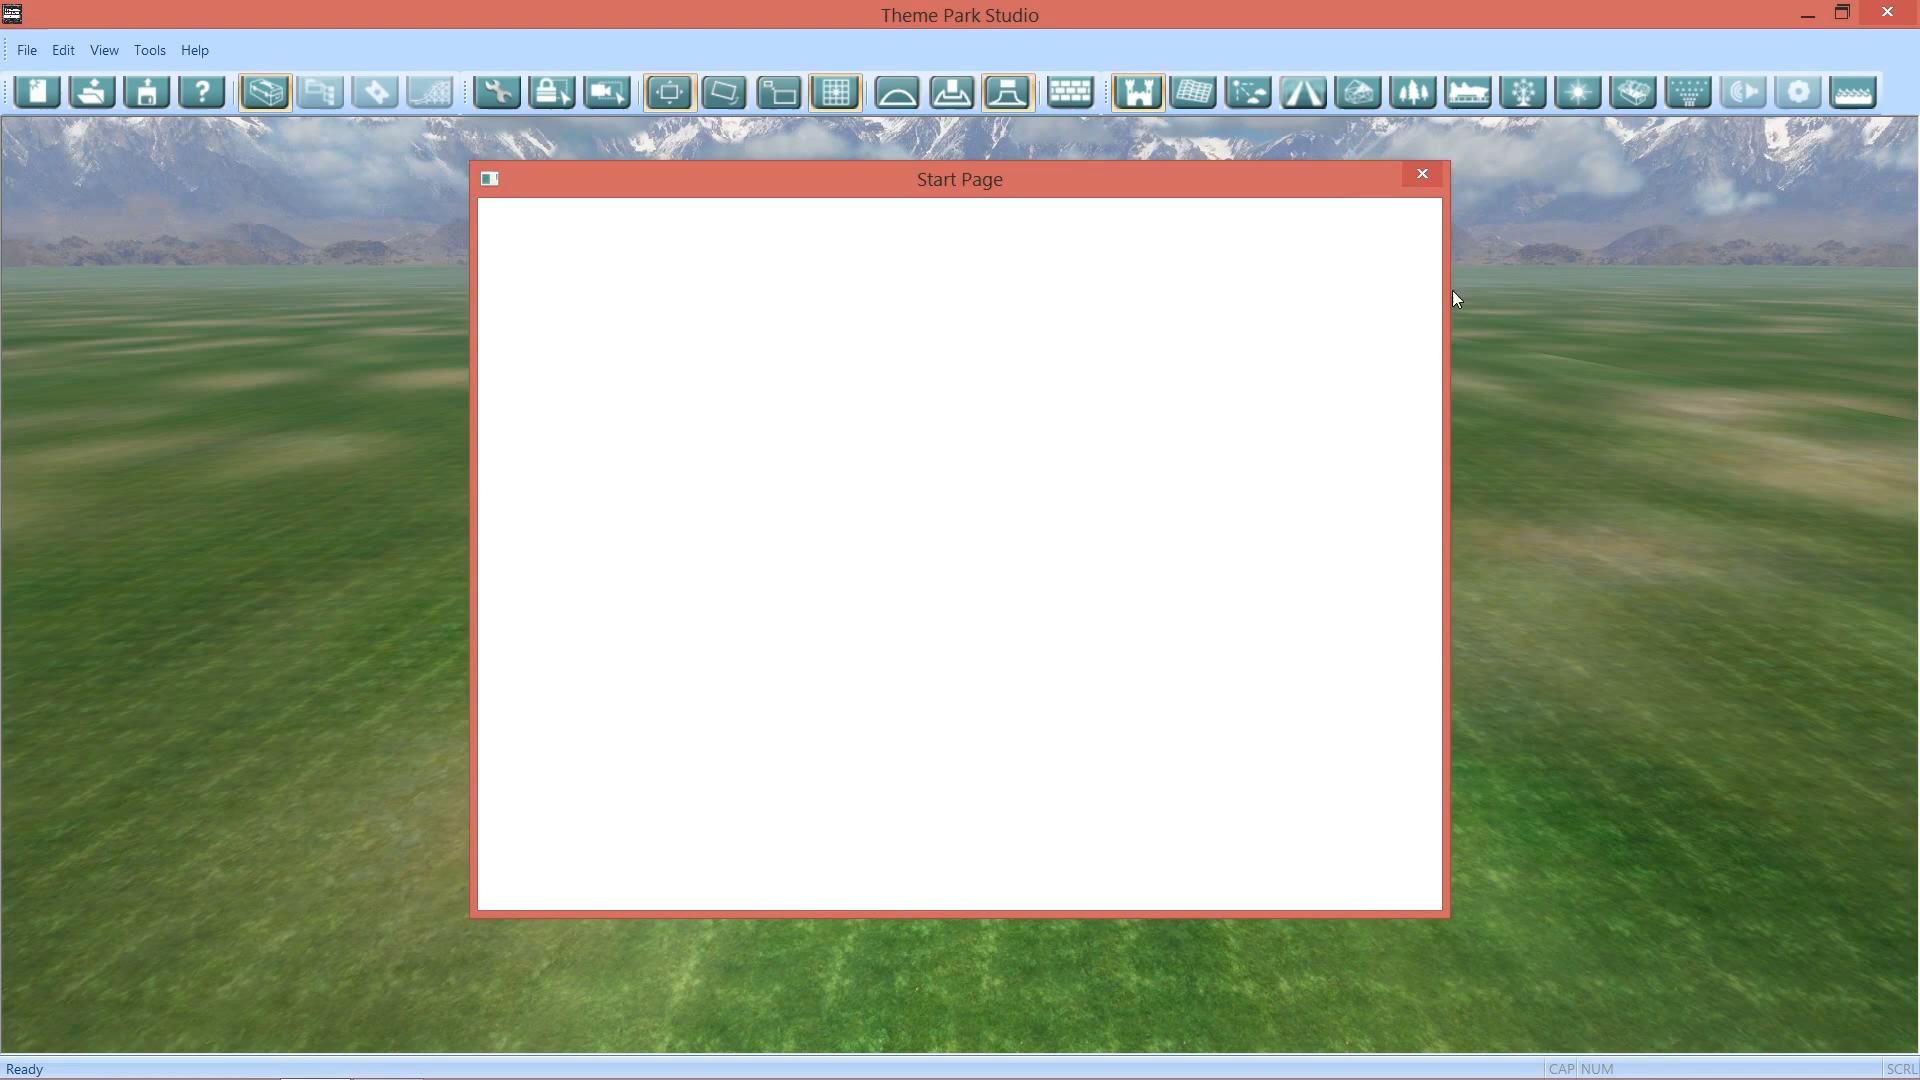 Theme Park Studio
File Edit View Tools Help
?
Start Page
Ready
CAP NUM SCRL